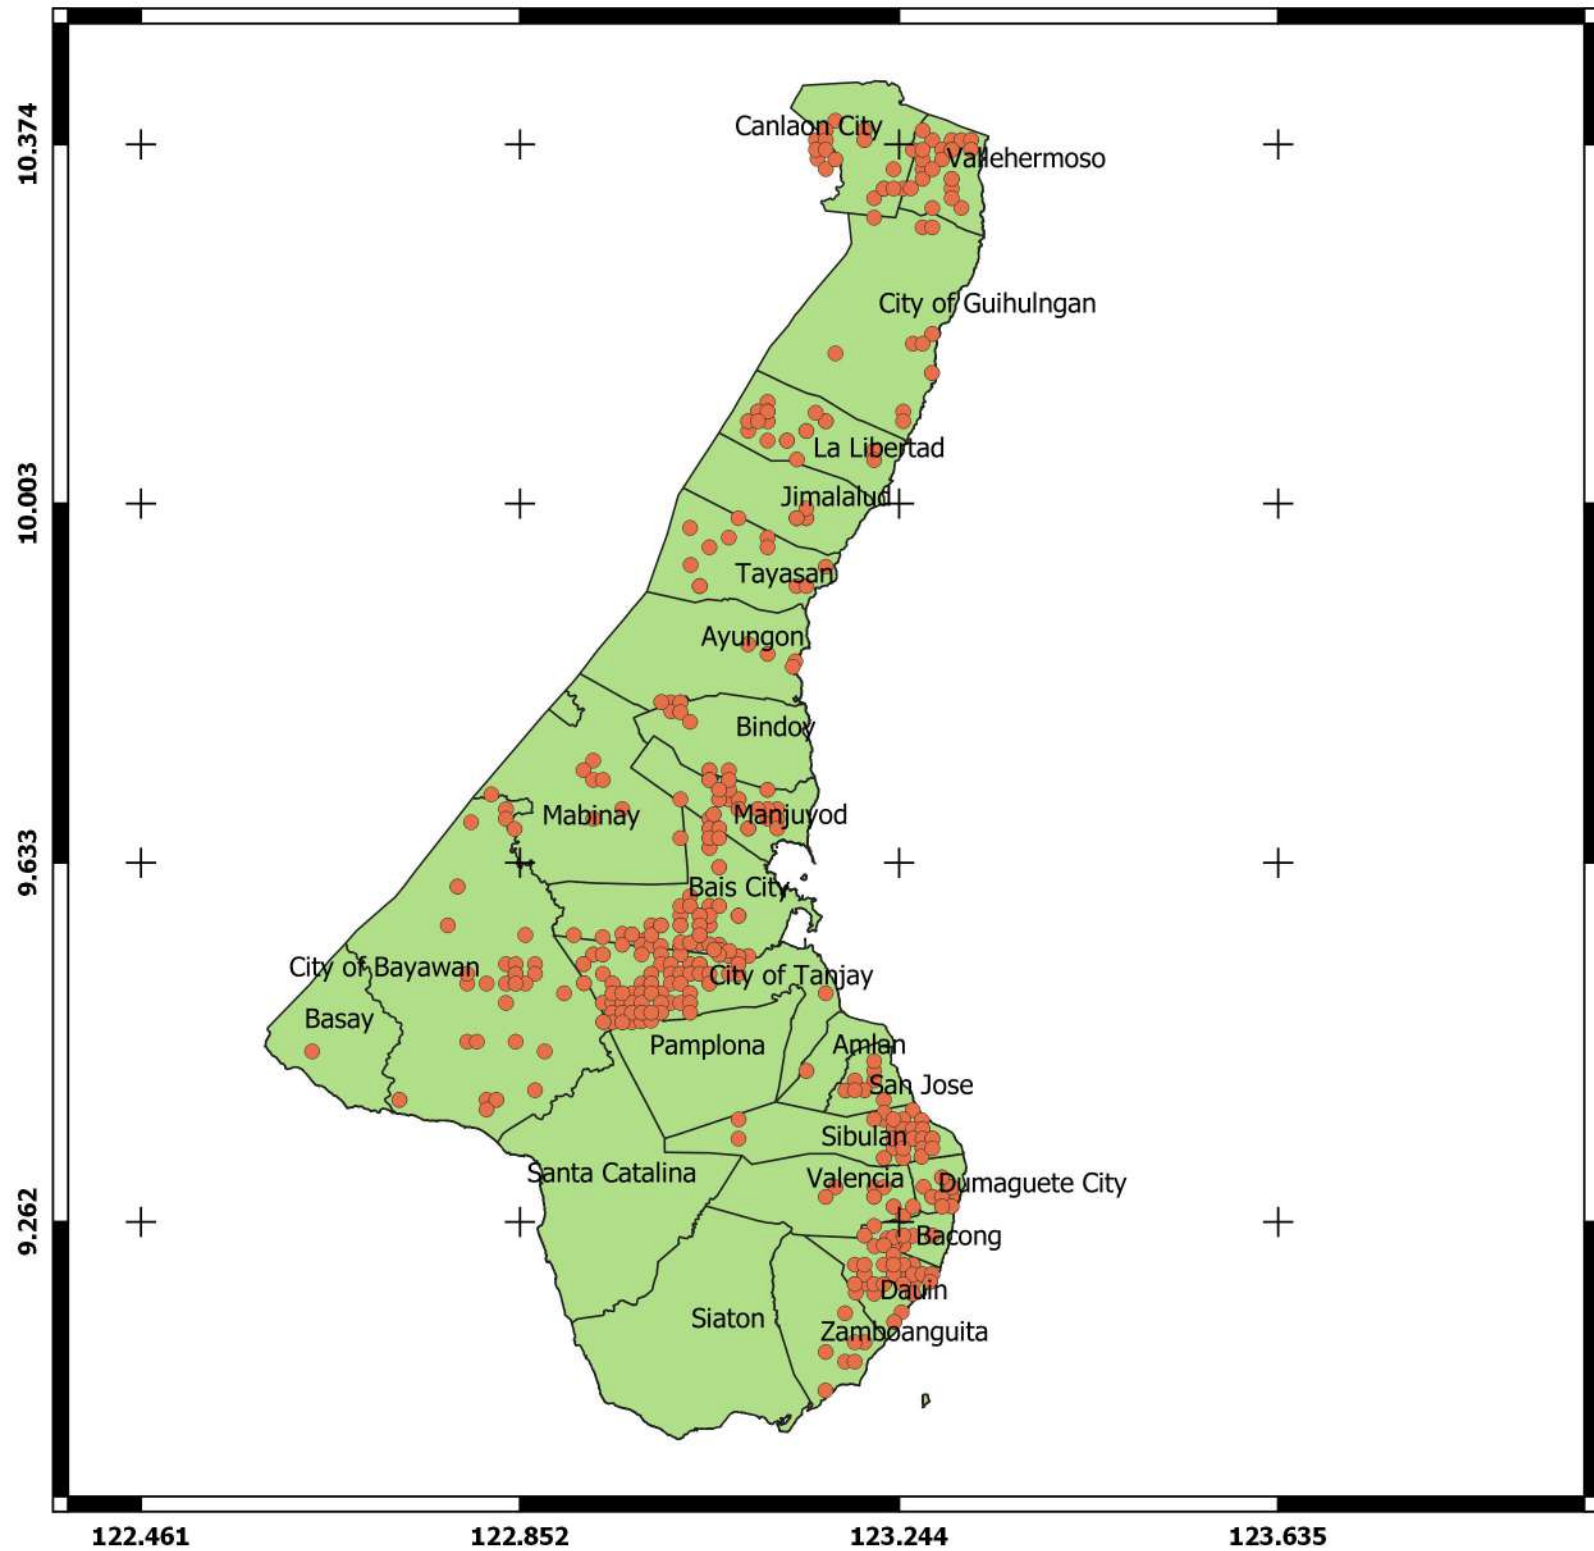 10.374
10.003
9.633
9.262
Canlaon City
Vallehermoso
City of Guihulngan
La Libertad
Jimalalud
Tayasan
Ayungon
Bindoy
Mabinay
Manjuyod
Bais City
City of Bayawan
City of Tanjay
Basay
Pamplona
Amlan
San Jose
Sibulan
Santa Catalina
Valencia
Dumaguete City
Bacong
Dauin
Siaton
Zamboanguita
122.461
122.852
123.244
123.635